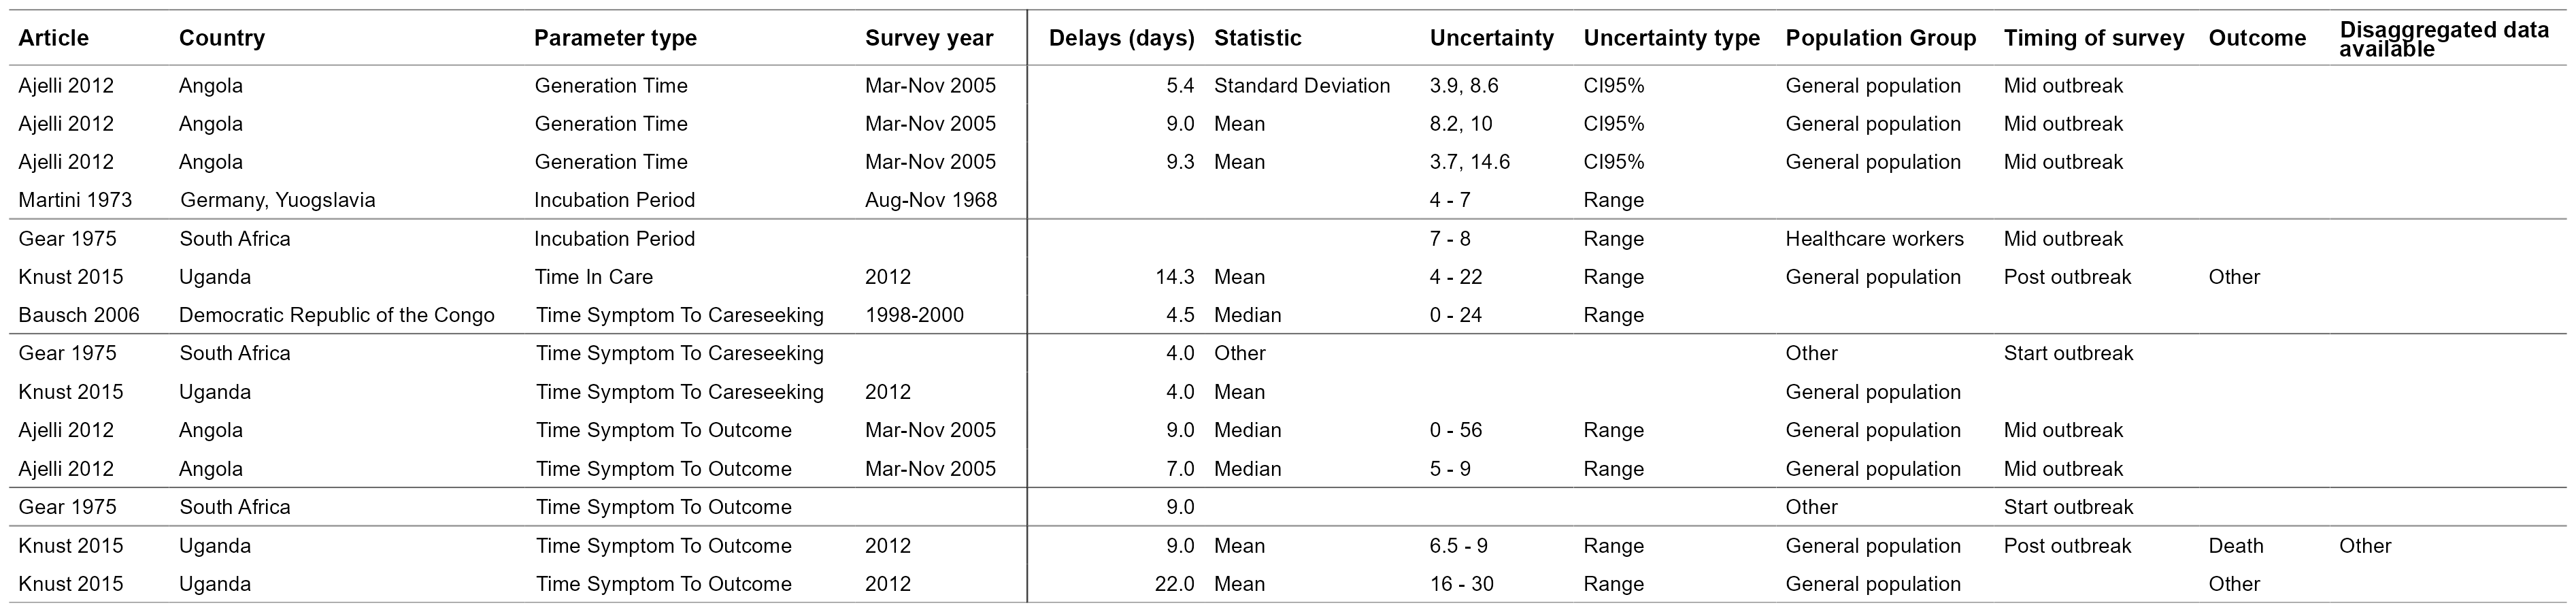 Article Country Parameter type Survey year Delays (days) Statistic Uncertainty Uncertainty type Population Group Timing of survey Outcome Disaggregated data available
Ajelli 2012 Angola Generation Time Mar-Nov 2005 5.4 Standard Deviation 3.9, 8.6 CI95% General population Mid outbreak
Ajelli 2012 Angola Generation Time Mar-Nov 2005 9.0 Mean 8.2, 10 CI95% General population Mid outbreak
Ajelli 2012 Angola Generation Time Mar-Nov 2005 9.3 Mean 3.7, 14.6 CI95% General population Mid outbreak
Martini 1973 Germany, Yuogslavia Incubation Period Aug-Nov 1968 4 - 7 Range
Gear 1975 South Africa Incubation Period 7 - 8 Range Healthcare workers Mid outbreak
Knust 2015 Uganda Time In Care 2012 14.3 Mean 4 - 22 Range General population Post outbreak Other
Bausch 2006 Democratic Republic of the Congo Time Symptom To Careseeking 1998-2000 4.5 Median 0 - 24 Range
Gear 1975 South Africa Time Symptom To Careseeking 4.0 Other Other Start outbreak
Knust 2015 Uganda Time Symptom To Careseeking 2012 4.0 Mean General population
Ajelli 2012 Angola Time Symptom To Outcome Mar-Nov 2005 9.0 Median 0 - 56 Range General population Mid outbreak
Ajelli 2012 Angola Time Symptom To Outcome Mar-Nov 2005 7.0 Median 5 - 9 Range General population Mid outbreak
Gear 1975 South Africa Time Symptom To Outcome 9.0 Other Start outbreak
Knust 2015 Uganda Time Symptom To Outcome 2012 9.0 Mean 6.5 - 9 Range General population Post outbreak Death Other
Knust 2015 Uganda Time Symptom To Outcome 2012 22.0 Mean 16 - 30 Range General population Other